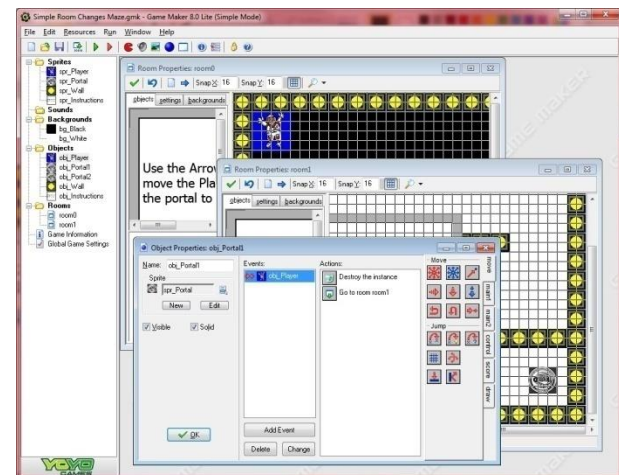 Simple Room Changes Maze.gmk - Game Maker 8.0 Lite (Simple Mode)
File Edit Resources Run Window Help
Sprites
spr_Player
spr_Portal
spr_Wall
spr_Instructions
Sounds
Backgrounds
bg_Black
bg_White
Objects
obj_Player
obj_Portal1
obj_Portal2
obj_Wall
obj_Instructions
Rooms
room0
room1
Game Information
Global Game Settings
Room Properties: room0
Snap X: 16 Snap Y: 16
objects settings backgrounds
Use the Arrow
move the Pla
the portal to
Room Properties: room1
Snap X: 16 Snap Y: 16
objects settings backgrounds
Object Properties: obj_Portal1
Name: obj_Portal1
Sprite
spr_Portal
New Edit
Visible Solid
OK
Events:
obj_Player
Add Event
Delete Change
Actions:
Destroy the instance
Go to room room1
Move
Jump
move
main1
main2
control
score
draw
YOYO
GAMES